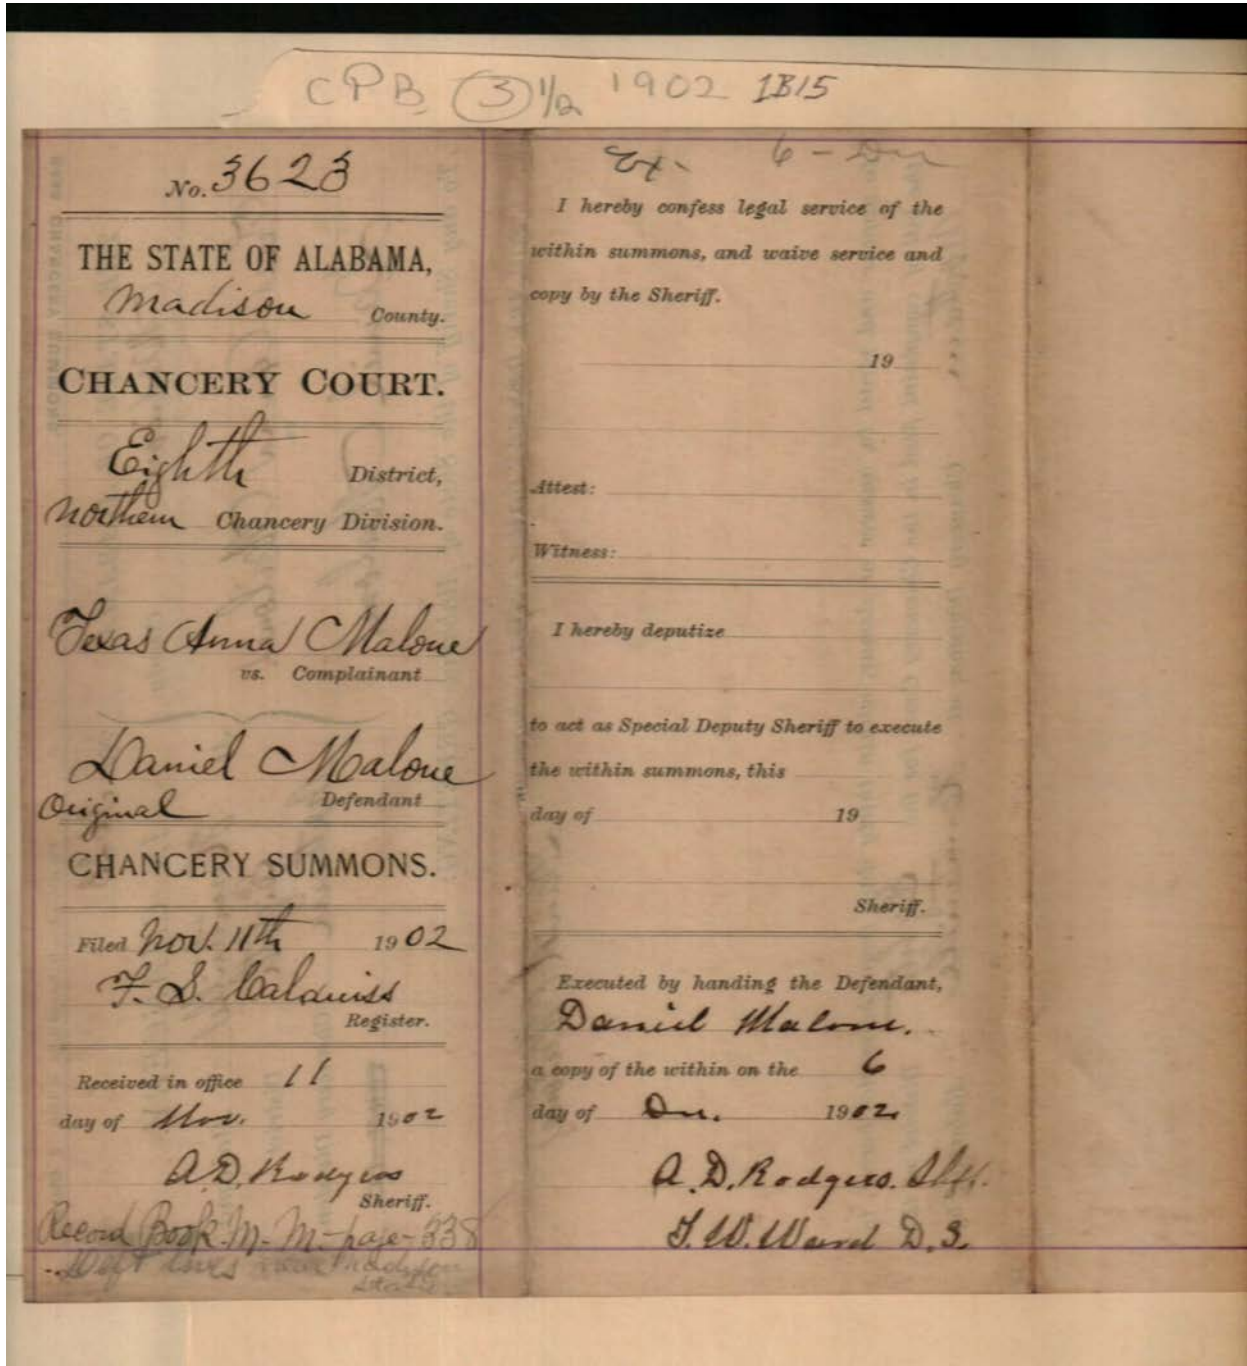 CPB 3 1/2 1902 1B15
No. 3623
THE STATE OF ALABAMA,
Madison County.
CHANCERY COURT.
Eighth District,
Northern Chancery Division.
Texas Anna Malone
vs. Complainant
Daniel Malone
Original Defendant
CHANCERY SUMMONS.
Filed Nov. 11th 1902
F. S.
Register.
Received in office 11
day of Nov. 1902
A.D. Rodgers
Sheriff.
Record Book M. M - page - 338
Deft lives near Madison
Ex- 6 - Dec
I hereby confess legal service of the
within summons, and waive service and
copy by the Sheriff.
19
Attest:
Witness:
I hereby deputize
to act as Special Deputy Sheriff to execute
the within summons, this
day of 19
Sheriff.
Executed by handing the Defendant,
Daniel Malone.
a copy of the within on the 6
day of Dec. 1902
A. D. Rodgers. Shff.
T. W. Ward D. S.